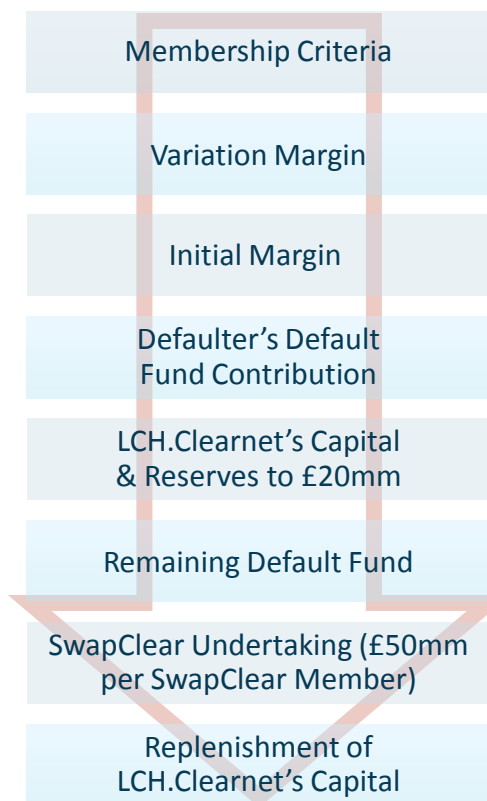 Membership Criteria
Variation Margin
Initial Margin
Defaulter’s Default
Fund Contribution
LCH.Clearnet’s Capital
& Reserves to £20mm
Remaining Default Fund
SwapClear Undertaking (£50mm
per SwapClear Member)
Replenishment of
LCH.Clearnet’s Capital